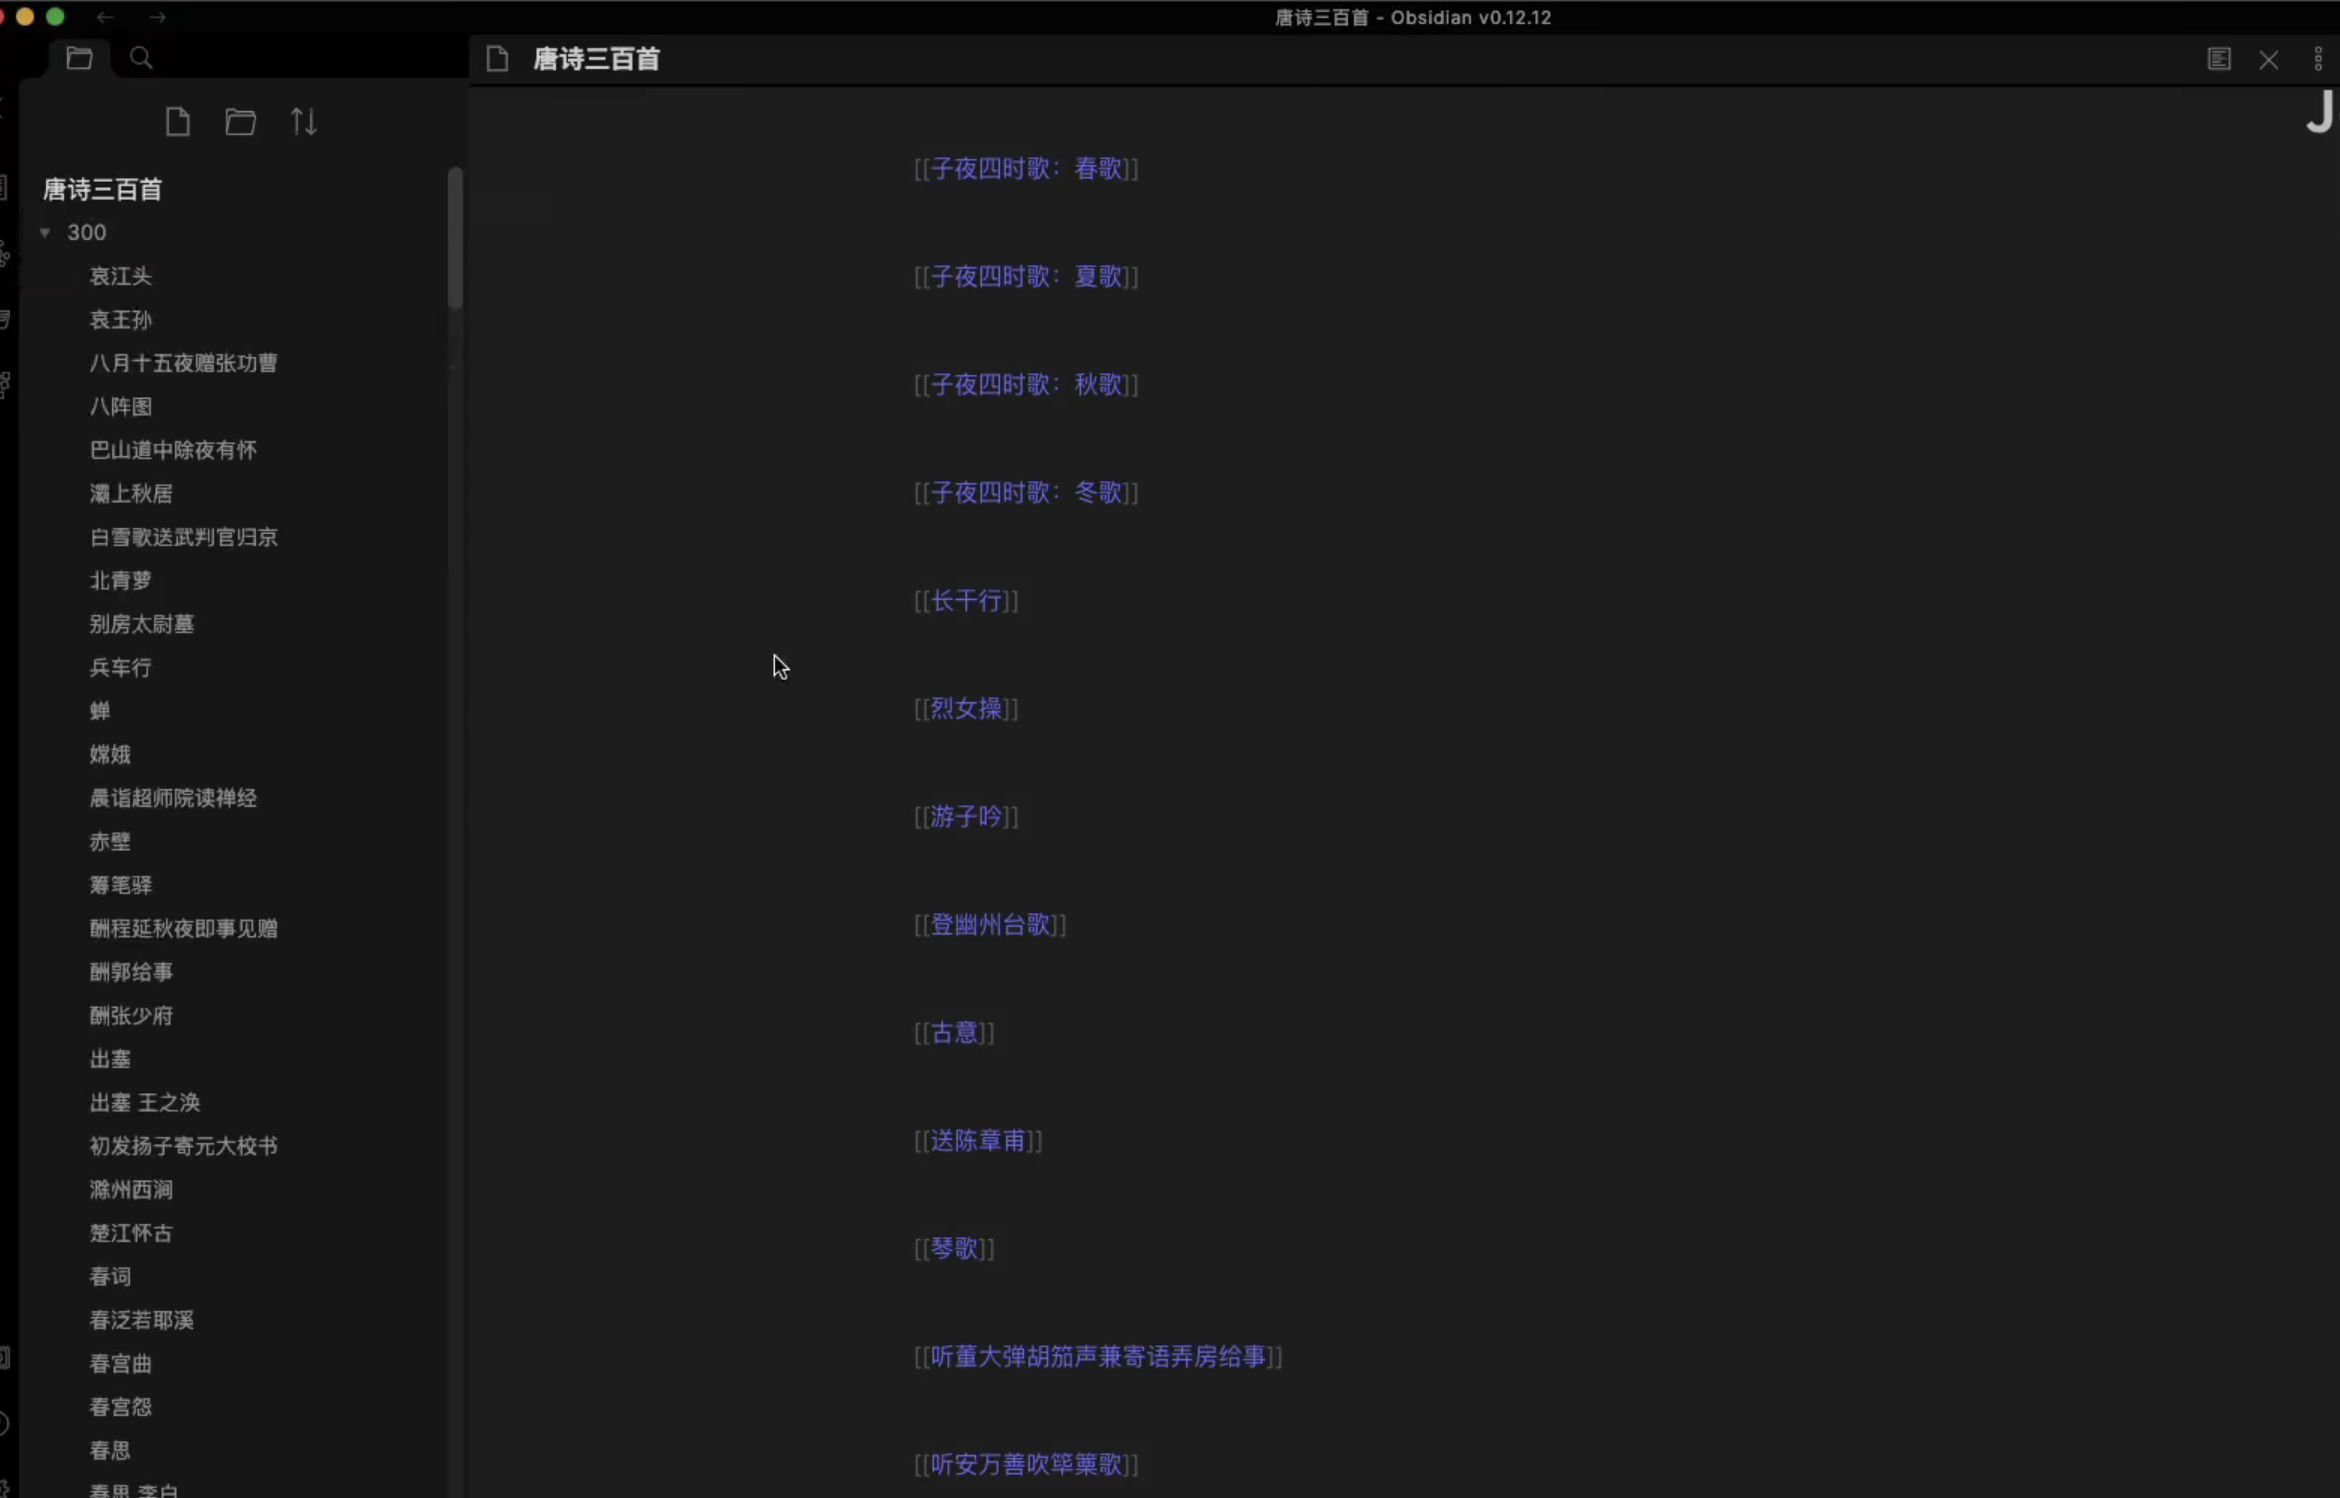 唐诗三百首 - Obsidian v0.12.12
唐诗三百首
J
唐诗三百首
300
哀江头
哀王孙
八月十五夜赠张功曹
八阵图
巴山道中除夜有怀
灞上秋居
白雪歌送武判官归京
北青萝
别房太尉墓
兵车行
蝉
嫦娥
晨诣超师院读禅经
赤壁
筹笔驿
酬程延秋夜即事见赠
酬郭给事
酬张少府
出塞
出塞 王之涣
初发扬子寄元大校书
滁州西涧
楚江怀古
春词
春泛若耶溪
春宫曲
春宫怨
春思
春思 李白
[[子夜四时歌：春歌]]
[[子夜四时歌：夏歌]]
[[子夜四时歌：秋歌]]
[[子夜四时歌：冬歌]]
[[长干行]]
[[烈女操]]
[[游子吟]]
[[登幽州台歌]]
[[古意]]
[[送陈章甫]]
[[琴歌]]
[[听董大弹胡笳声兼寄语弄房给事]]
[[听安万善吹筚篥歌]]